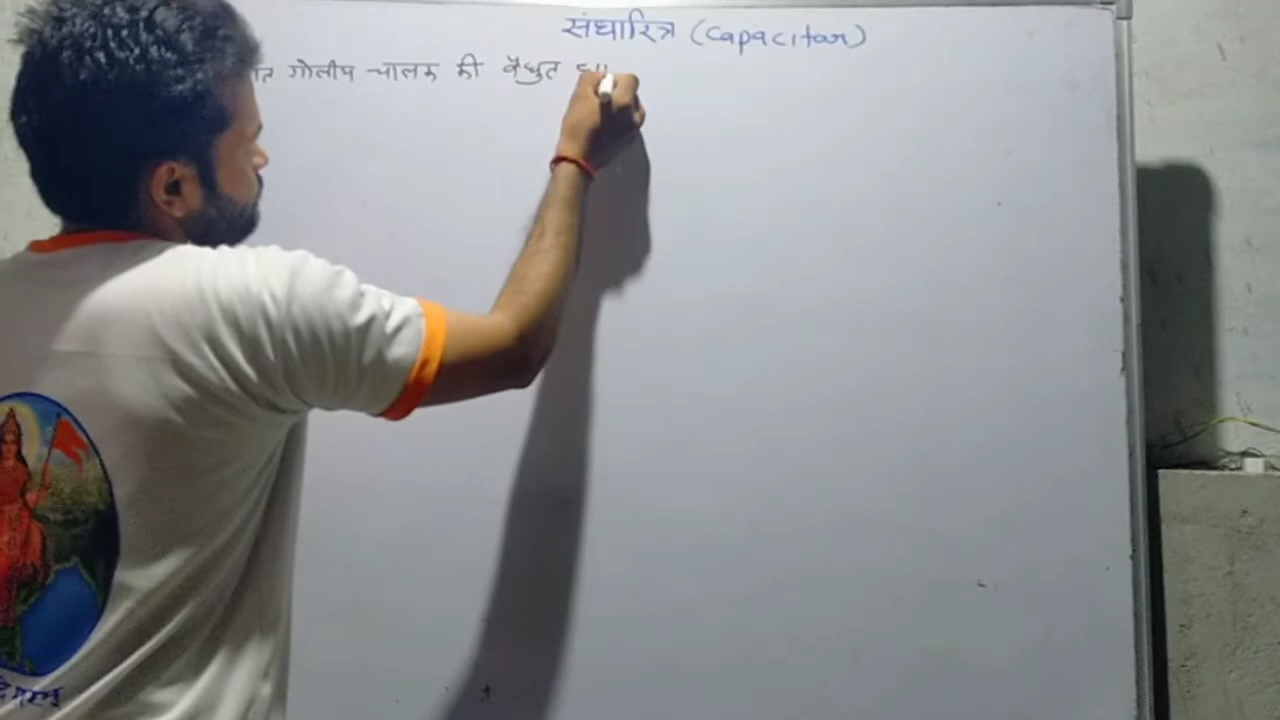 संधारित्र (Capacitor)
गोलीय चालक की वैधुत